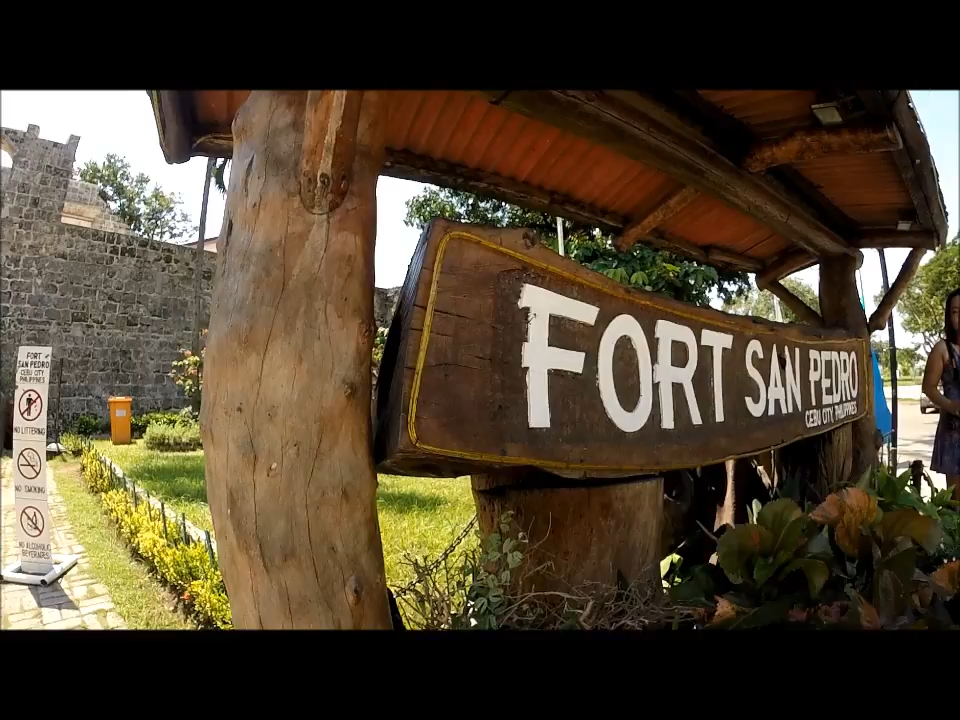 FORT
SAN PEDRO
CEBU CITY
PHILIPPINES
NO LITTERING
NO SMOKING
NO ALCOHOLIC
BEVERAGES
FORT SAN PEDRO
CEBU CITY, PHILIPPINES